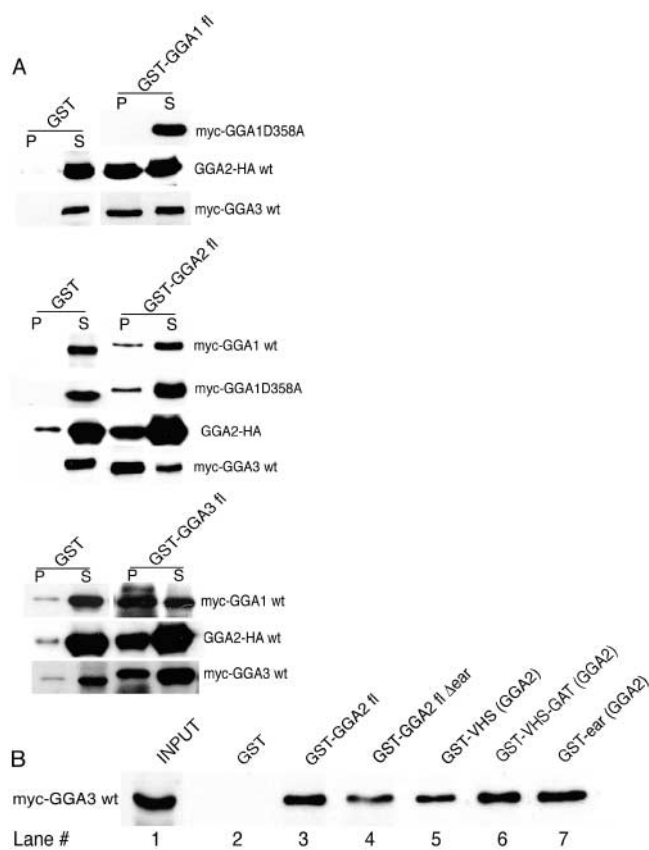 A
GST-GGA1 fl
GST
P S
P S
myc-GGA1D358A
GGA2-HA wt
myc-GGA3 wt
GST
GST-GGA2 fl
P S P S
myc-GGA1 wt
myc-GGA1D358A
GGA2-HA
myc-GGA3 wt
GST
GST-GGA3 fl
P S P S
myc-GGA1 wt
GGA2-HA wt
myc-GGA3 wt
B
INPUT
GST
GST-GGA2 fl
GST-GGA2 fl Δear
GST-VHS (GGA2)
GST-VHS-GAT (GGA2)
GST-ear (GGA2)
myc-GGA3 wt
Lane # 1 2 3 4 5 6 7